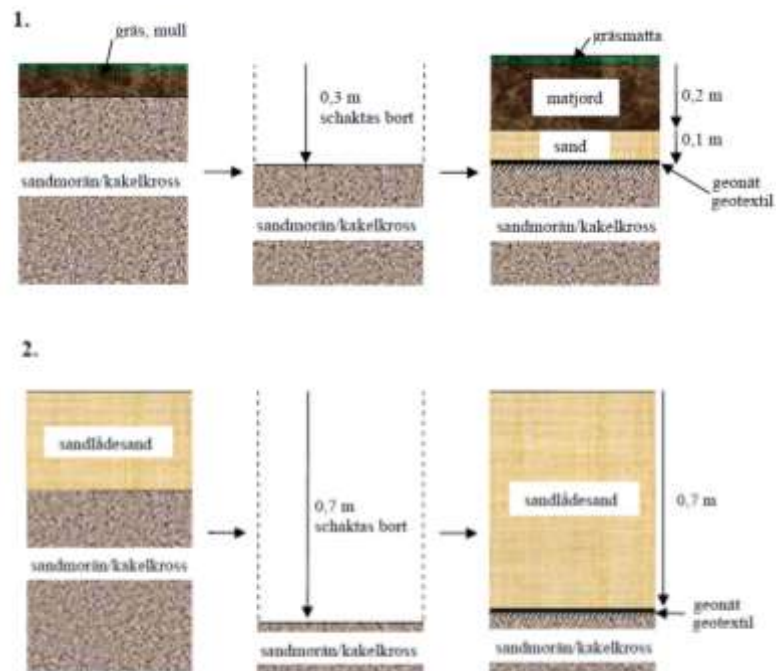 1.
gräs, mull
sandmorän/kakelkross
0,3 m
schaktas bort
sandmorän/kakelkross
gräsmatta
matjord
0,2 m
sand
0,1 m
geonät
geotextil
sandmorän/kakelkross
2.
sandlådesand
sandmorän/kakelkross
0,7 m
schaktas bort
sandmorän/kakelkross
sandlådesand
0,7 m
geonät
geotextil
sandmorän/kakelkross